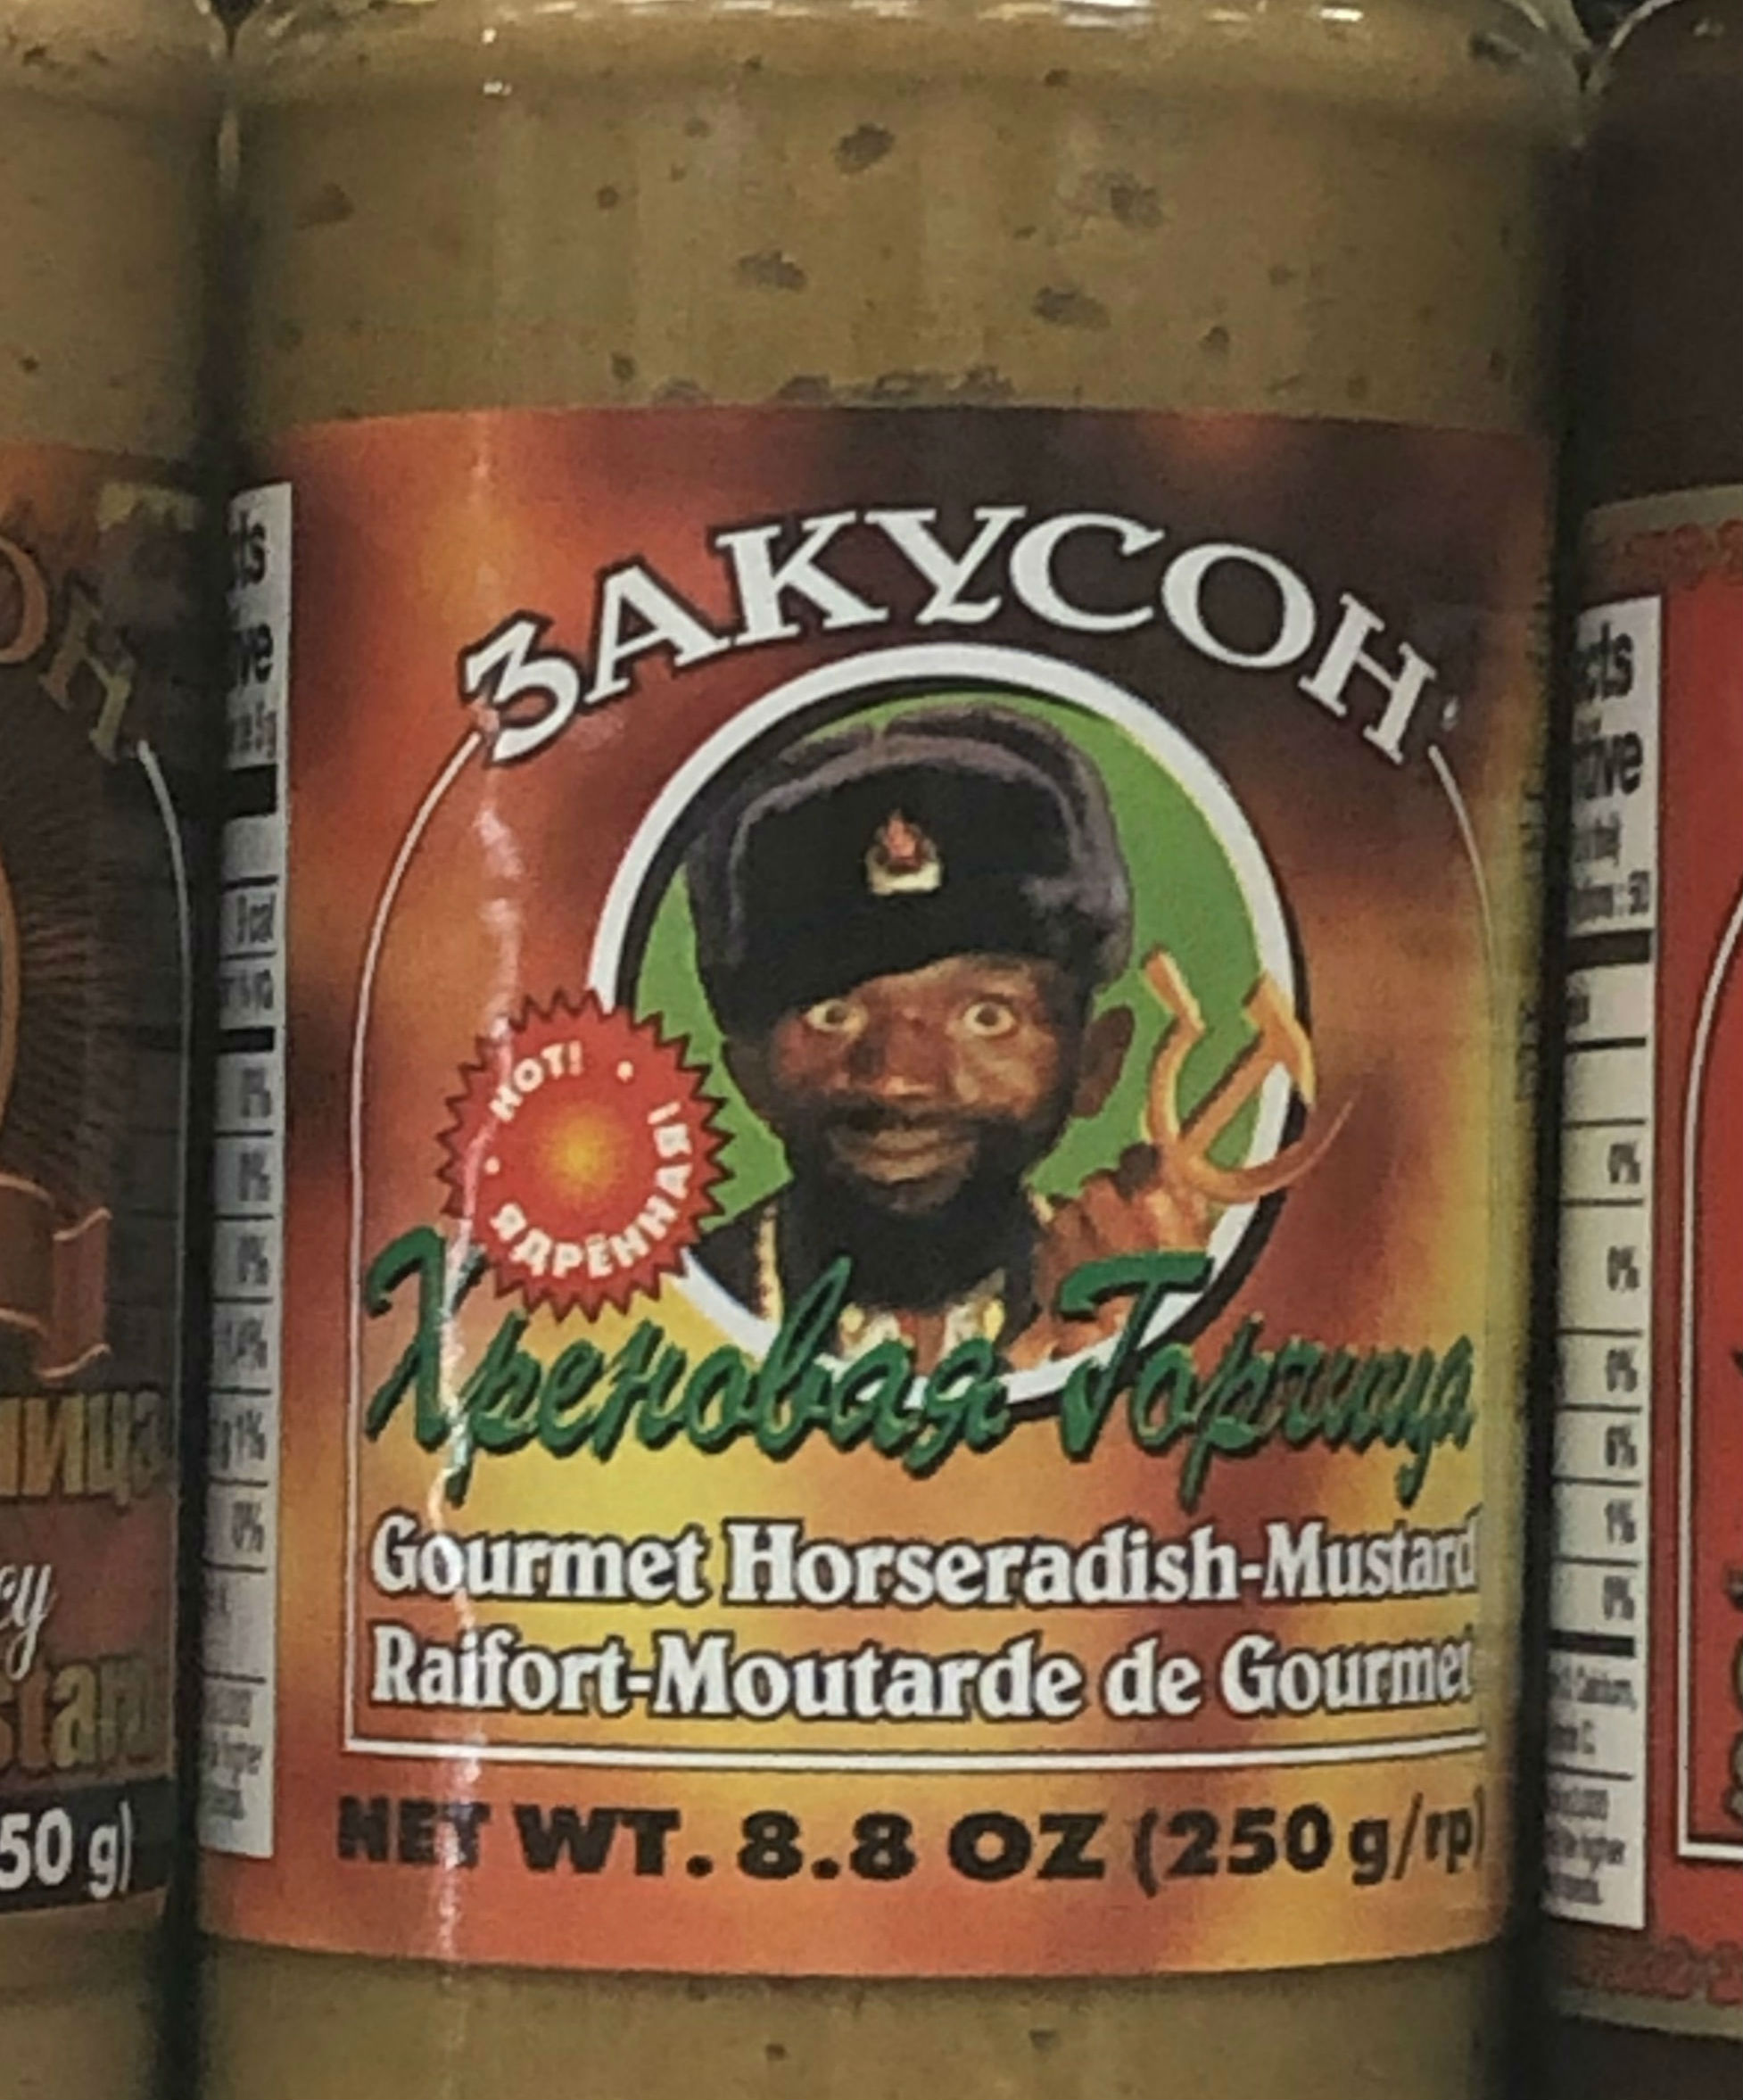 ЗАКУСОН
HOT!
ЯДРЁННАЯ!
Хреновая Горчица
Gourmet Horseradish-Mustard
Raifort-Moutarde de Gourmet
NET WT. 8.8 OZ (250 g/гр)
50 g)